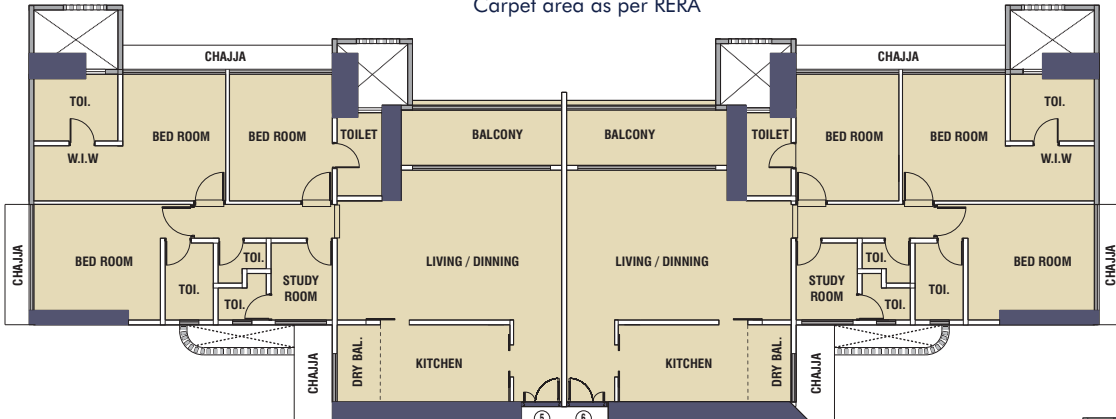 Carpet area as per RERA
CHAJJA
CHAJJA
TOI.
BED ROOM
BED ROOM
TOILET
BALCONY
BALCONY
TOILET
BED ROOM
BED ROOM
TOI.
W.I.W
W.I.W
CHAJJA
BED ROOM
TOI.
TOI.
TOI.
STUDY
ROOM
LIVING / DINNING
LIVING / DINNING
STUDY
ROOM
TOI.
TOI.
TOI.
BED ROOM
CHAJJA
CHAJJA
DRY BAL.
KITCHEN
KITCHEN
DRY BAL.
CHAJJA
5
6